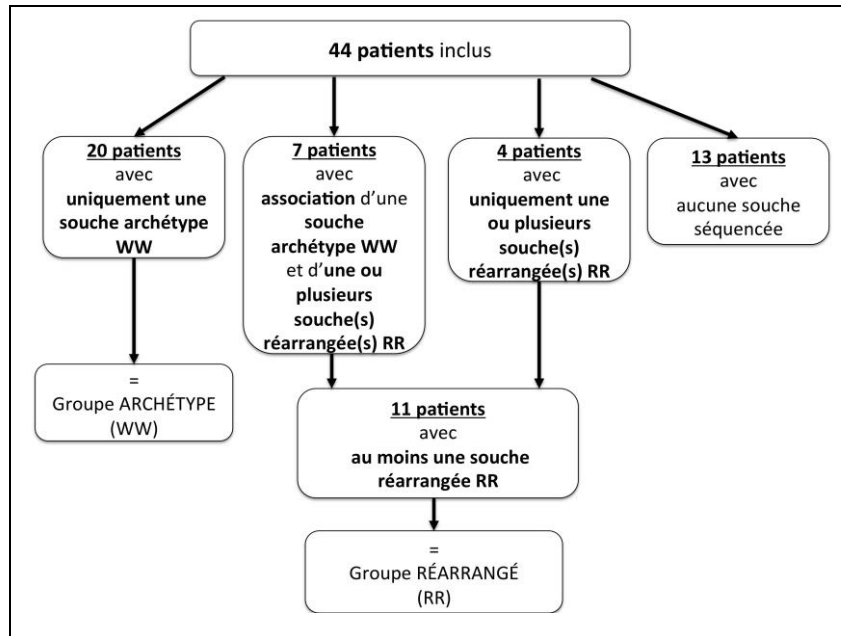 44 patients inclus
20 patients
avec
uniquement une
souche archétype
WW
7 patients
avec
association d'une
souche
archétype WW
et d'une ou
plusieurs
souche(s)
réarrangée(s) RR
4 patients
avec
uniquement une
ou plusieurs
souche(s)
réarrangée(s) RR
13 patients
avec
aucune souche
séquencée
=
Groupe ARCHÉTYPE
(WW)
11 patients
avec
au moins une souche
réarrangée RR
=
Groupe RÉARRANGÉ
(RR)